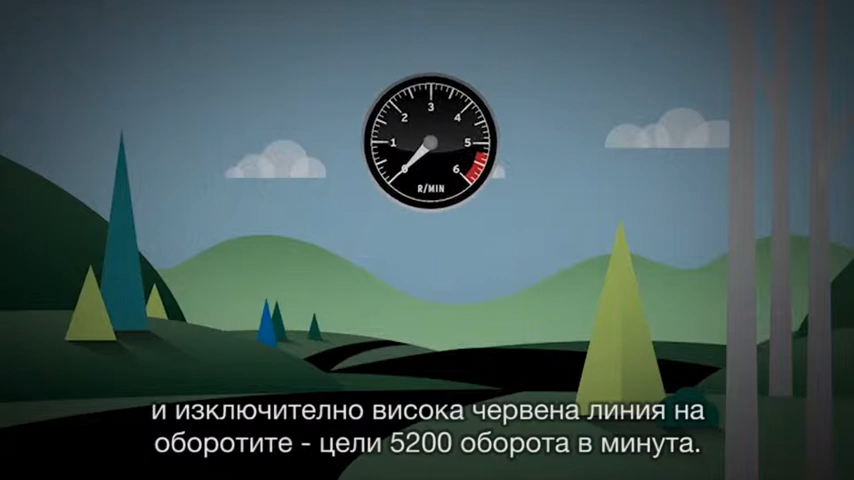 3
2
4
1
5
0
6
R/MIN
и изключително висока червена линия на
оборотите - цели 5200 оборота в минута.